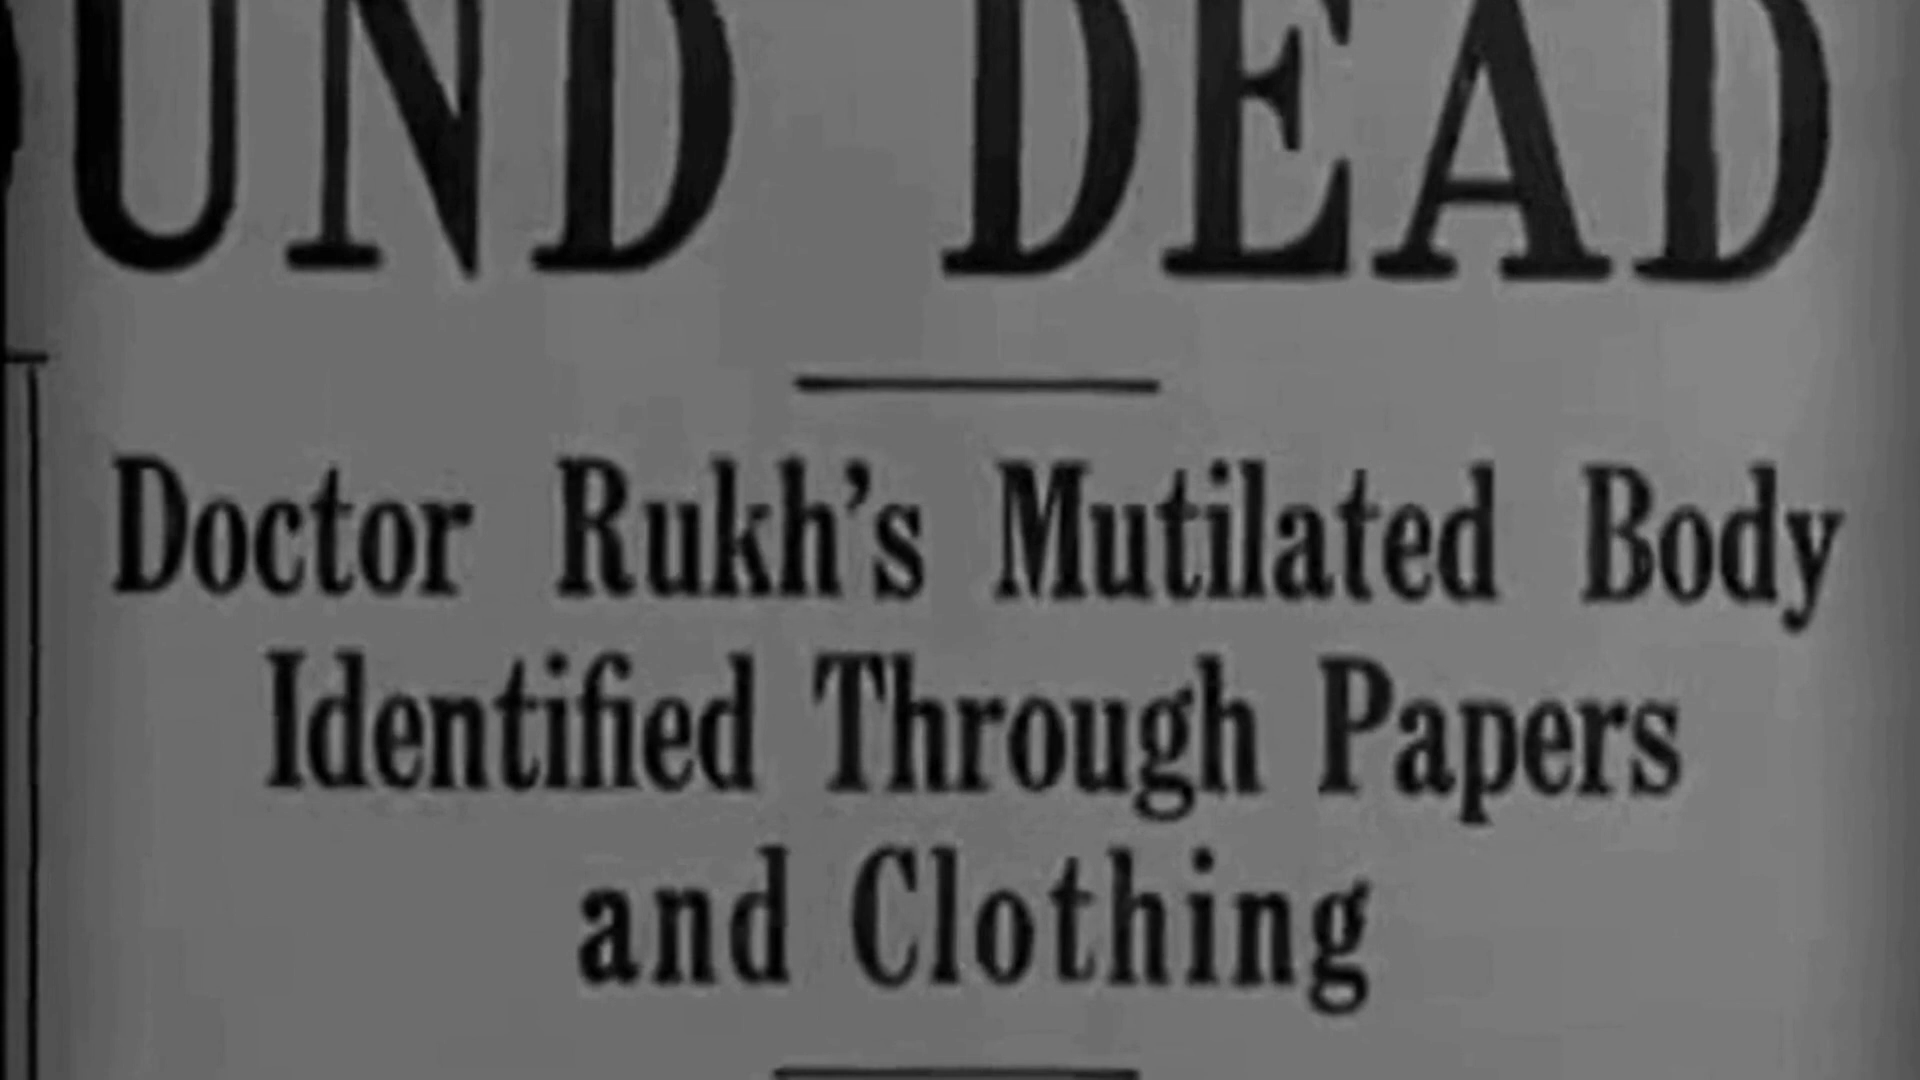 UND DEAD
Doctor Rukh's Mutilated Body
Identified Through Papers
and Clothing